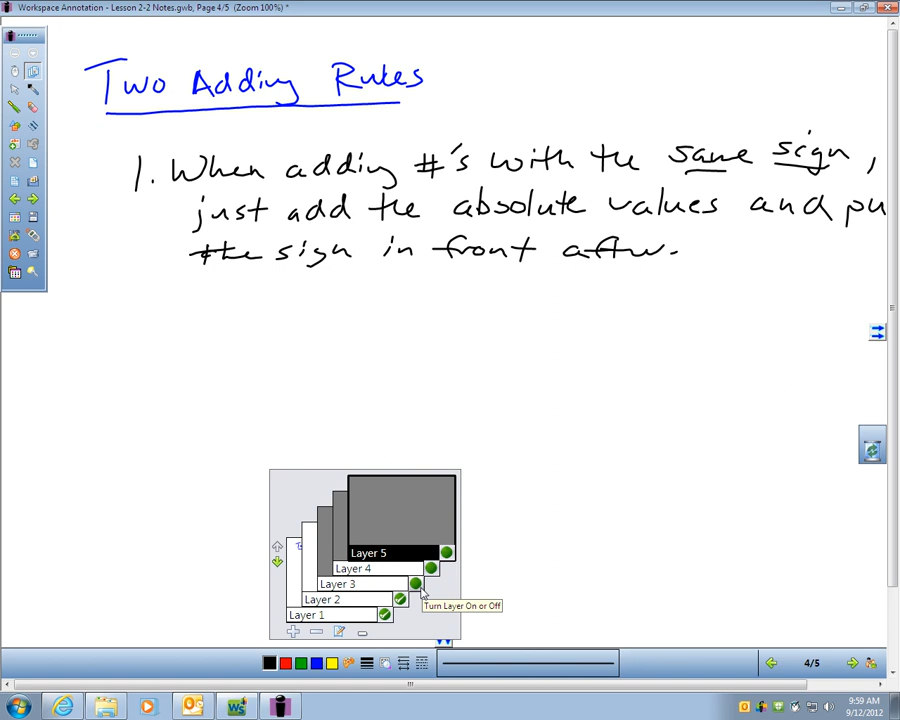 Workspace Annotation - Lesson 2-2 Notes.gwb, Page 4/5 (Zoom 100%) *
Two Adding Rules
1. When adding #'s with the same sign,
just add the absolute values and pu
the sign in front after.
Layer 5
Layer 4
Layer 3
Layer 2
Turn Layer On or Off
Layer 1
4/5
9:59 AM
9/12/2012